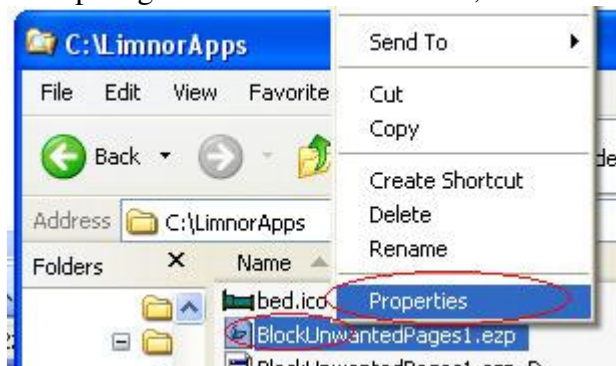 C:\LimnorApps
File Edit View Favorite
Back
Address C:\LimnorApps
Folders X Name
bed.ico
BlockUnwantedPages1.ezp
Send To
Cut
Copy
Create Shortcut
Delete
Rename
Properties